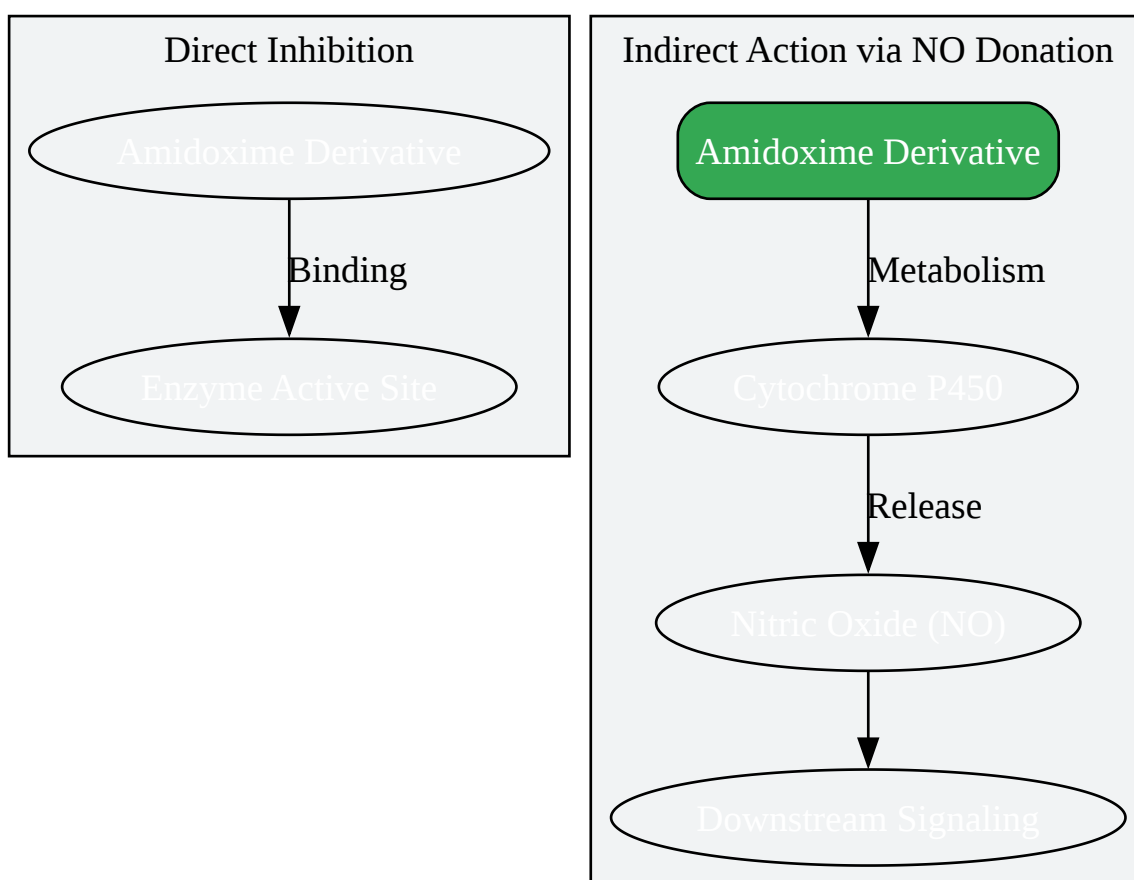 Direct Inhibition
Amidoxime Derivative
Binding
Enzyme Active Site
Indirect Action via NO Donation
Amidoxime Derivative
Metabolism
Cytochrome P450
Release
Nitric Oxide (NO)
Downstream Signaling